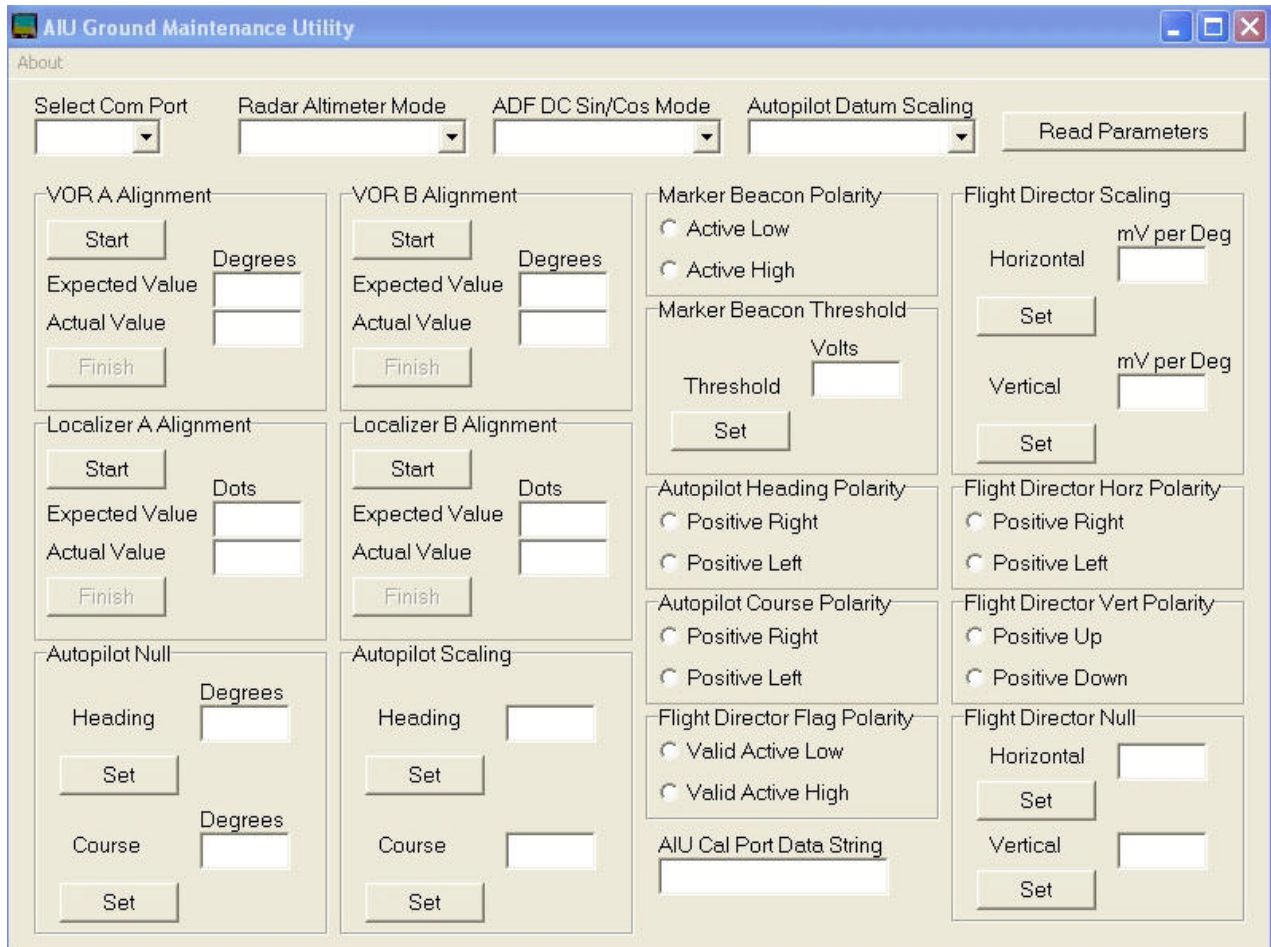 AIU Ground Maintenance Utility
About
Select Com Port
Radar Altimeter Mode
ADF DC Sin/Cos Mode
Autopilot Datum Scaling
Read Parameters
VOR A Alignment
Start
Degrees
Expected Value
Actual Value
Finish
VOR B Alignment
Start
Degrees
Expected Value
Actual Value
Finish
Marker Beacon Polarity
Active Low
Active High
Marker Beacon Threshold
Volts
Threshold
Set
Flight Director Scaling
mV per Deg
Horizontal
Set
mV per Deg
Vertical
Set
Localizer A Alignment
Start
Dots
Expected Value
Actual Value
Finish
Localizer B Alignment
Start
Dots
Expected Value
Actual Value
Finish
Autopilot Heading Polarity
Positive Right
Positive Left
Flight Director Horz Polarity
Positive Right
Positive Left
Autopilot Course Polarity
Positive Right
Positive Left
Flight Director Vert Polarity
Positive Up
Positive Down
Autopilot Null
Degrees
Heading
Set
Degrees
Course
Set
Autopilot Scaling
Heading
Set
Course
Set
Flight Director Flag Polarity
Valid Active Low
Valid Active High
AIU Cal Port Data String
Flight Director Null
Horizontal
Set
Vertical
Set